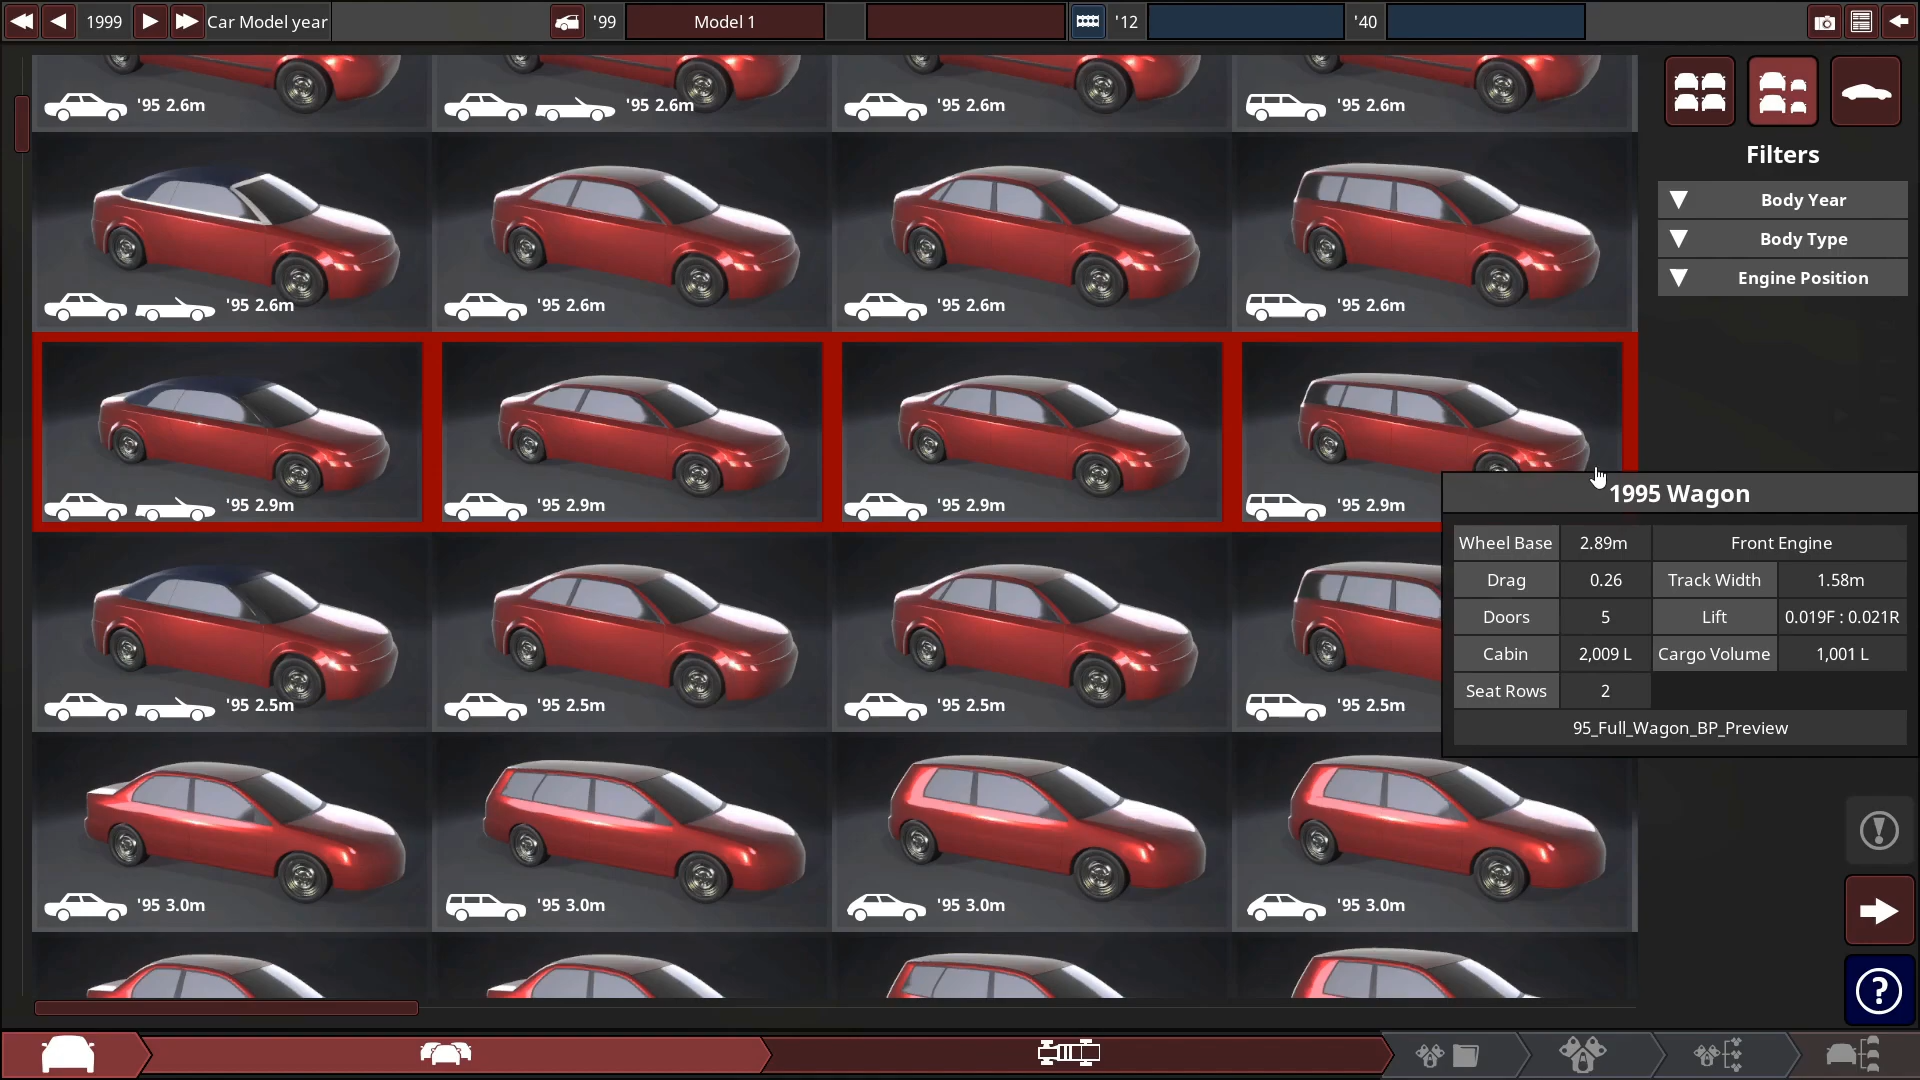 1999 Car Model year '99 Model 1 '12 '40
'95 2.6m '95 2.6m '95 2.6m '95 2.6m
Filters
Body Year
Body Type
Engine Position
'95 2.6m '95 2.6m '95 2.6m '95 2.6m
'95 2.9m '95 2.9m '95 2.9m '95 2.9m
1995 Wagon
Wheel Base 2.89m Front Engine
Drag 0.26 Track Width 1.58m
Doors 5 Lift 0.019F : 0.021R
Cabin 2,009 L Cargo Volume 1,001 L
Seat Rows 2
95_Full_Wagon_BP_Preview
'95 2.5m '95 2.5m '95 2.5m '95 2.5m
'95 3.0m '95 3.0m '95 3.0m '95 3.0m